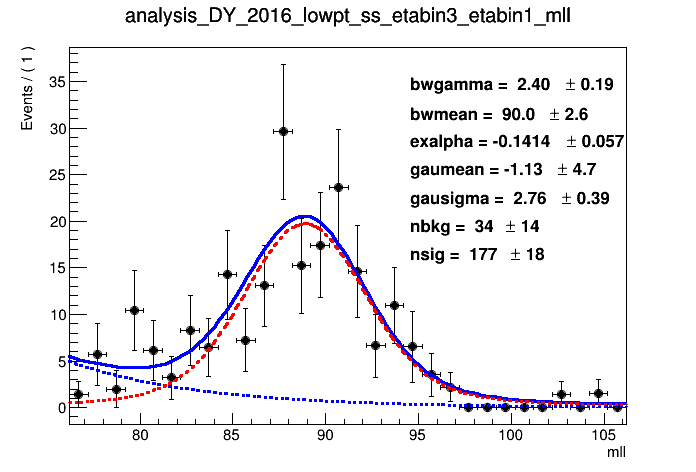 analysis_DY_2016_lowpt_ss_etabin3_etabin1_mll
Events / ( 1 )
35
30
25
20
15
10
5
0
bwgamma = 2.40 ± 0.19
bwmean = 90.0 ± 2.6
exalpha = -0.1414 ± 0.057
gaumean = -1.13 ± 4.7
gausigma = 2.76 ± 0.39
nbkg = 34 ± 14
nsig = 177 ± 18
80 85 90 95 100 105
mll